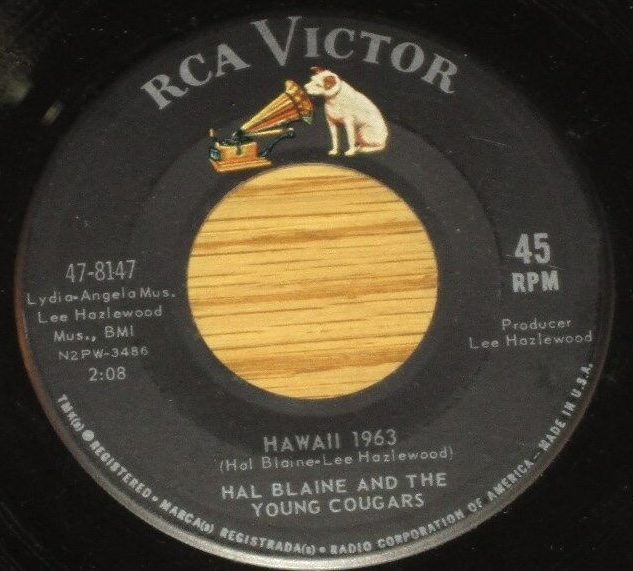 RCA VICTOR
47-8147
Lydia-Angela Mus.
Lee Hazlewood
Mus., BMI
N2PW-3486
2:08
45
RPM
Producer
Lee Hazlewood
HAWAII 1963
(Hal Blaine-Lee Hazlewood)
HAL BLAINE AND THE
YOUNG COUGARS
TMK(s) ® REGISTERED • MARCA(s) REGISTRADA(s) • RADIO CORPORATION OF AMERICA – MADE IN U.S.A.